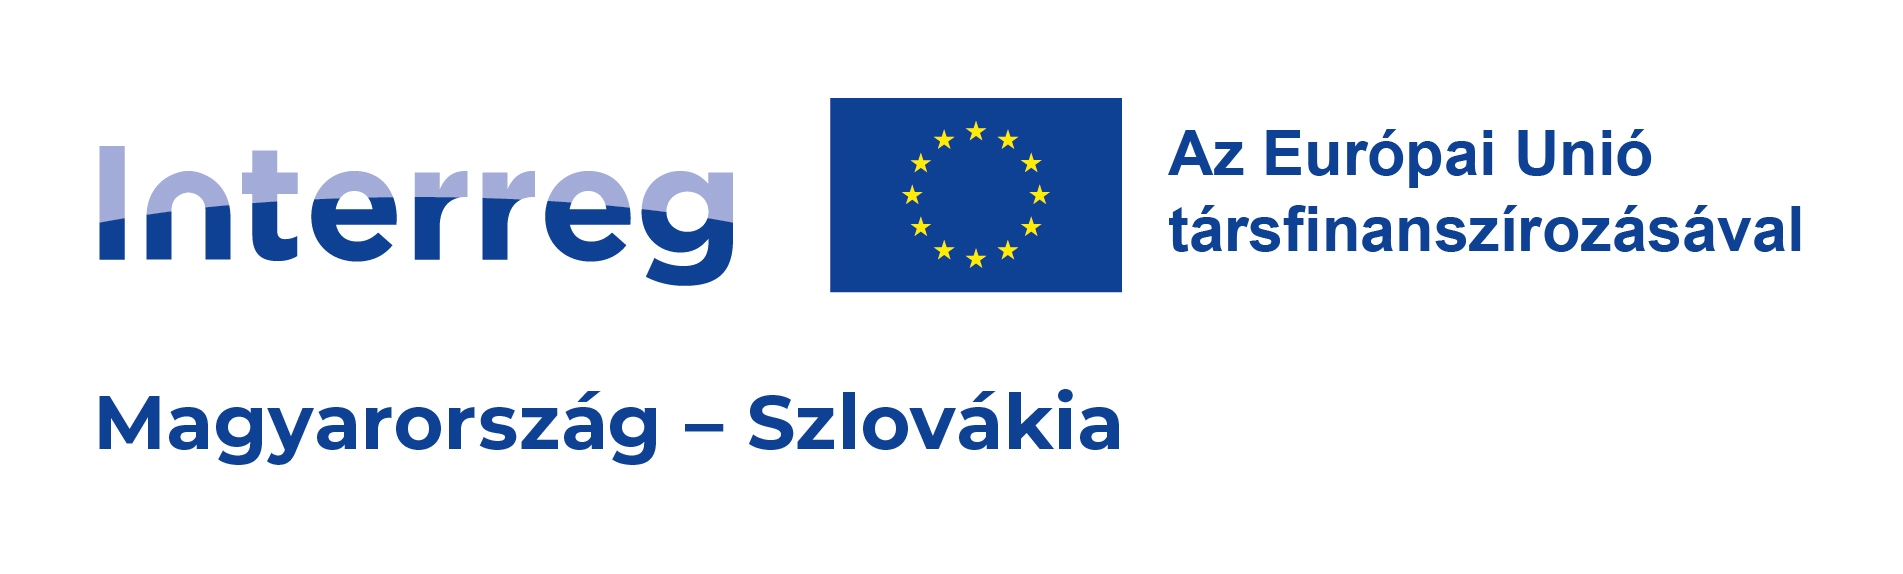 Interreg
Az Európai Unió
társfinanszírozásával
Magyarország – Szlovákia